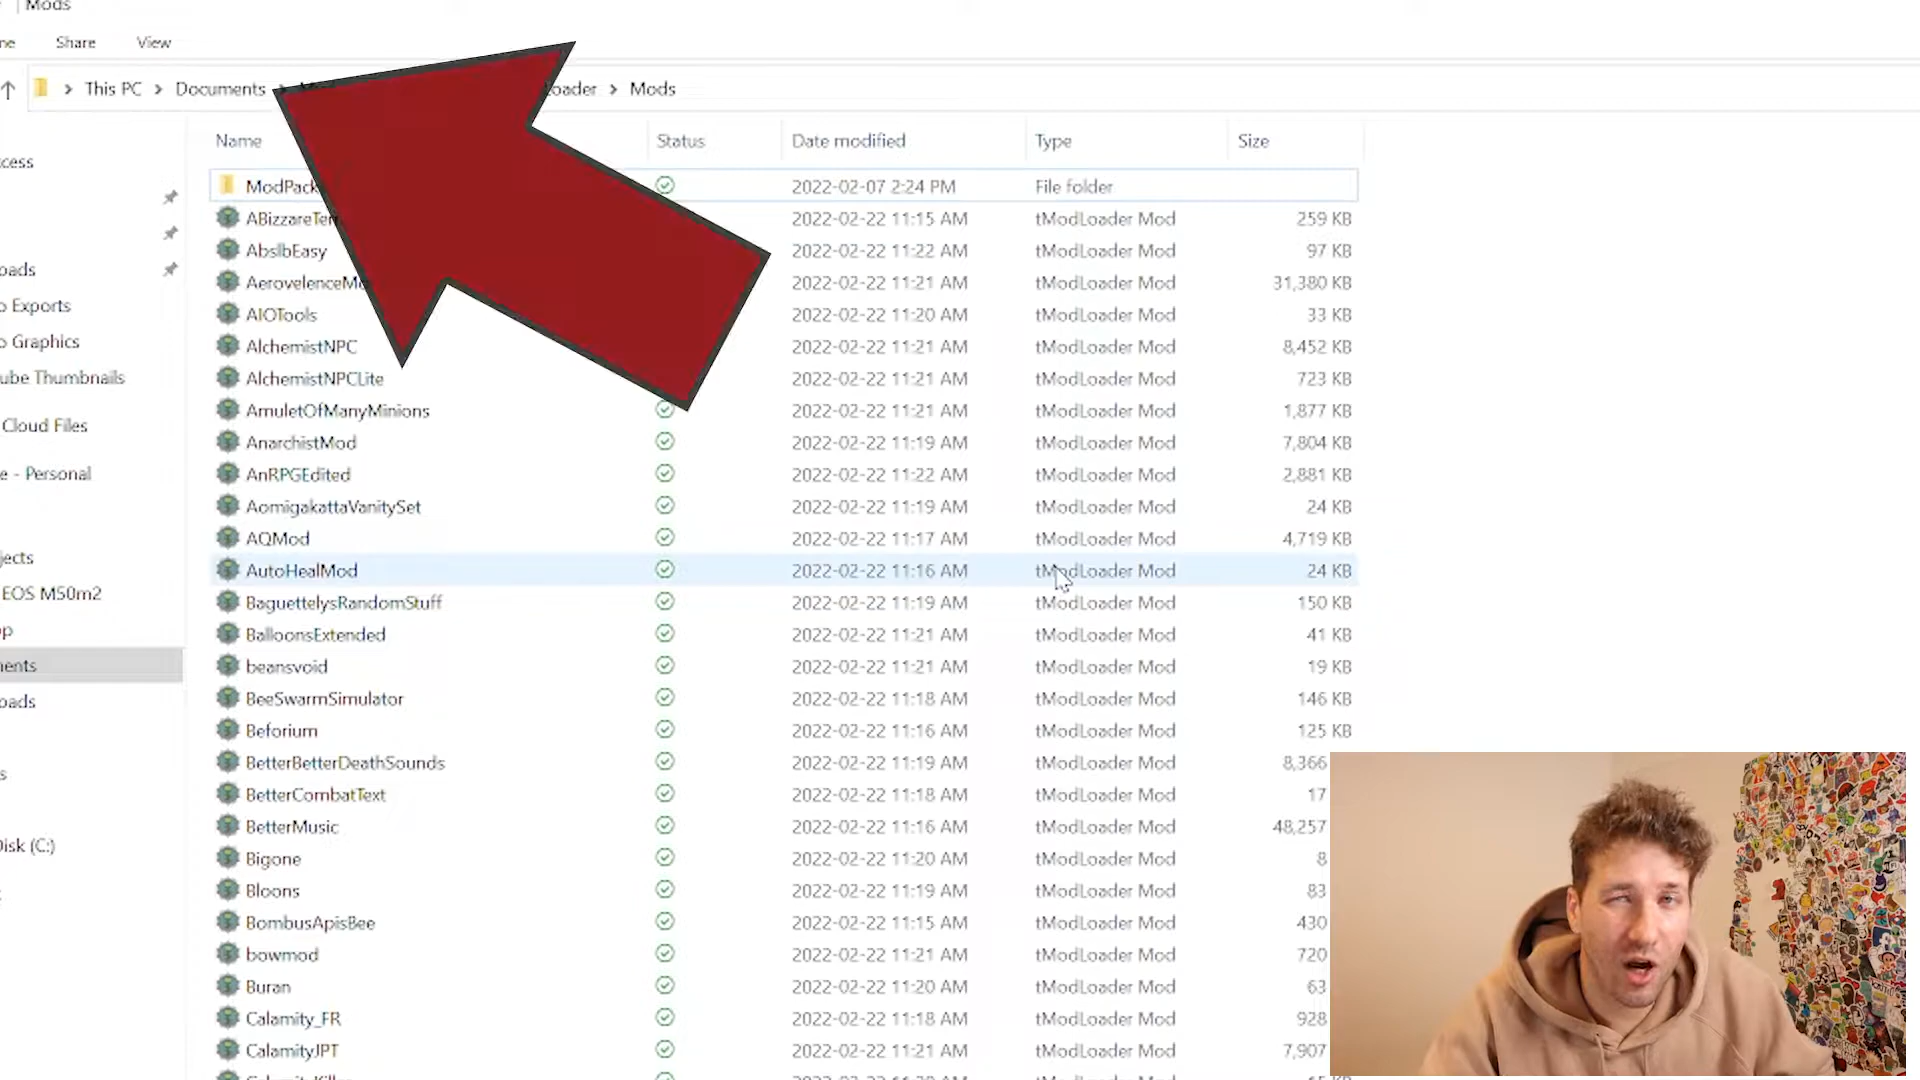 Mods
Share View
This PC > Documents > Loader > Mods
Name Status Date modified Type Size
2022-02-07 2:24 PM File folder
2022-02-22 11:15 AM tModLoader Mod 259 KB
AbslbEasy 2022-02-22 11:22 AM tModLoader Mod 97 KB
2022-02-22 11:21 AM tModLoader Mod 31,380 KB
AIOTools 2022-02-22 11:20 AM tModLoader Mod 33 KB
AlchemistNPC 2022-02-22 11:21 AM tModLoader Mod 8,452 KB
AlchemistNPCLite 2022-02-22 11:21 AM tModLoader Mod 723 KB
AmuletOfManyMinions 2022-02-22 11:21 AM tModLoader Mod 1,877 KB
AnarchistMod 2022-02-22 11:19 AM tModLoader Mod 7,804 KB
AnRPGEdited 2022-02-22 11:22 AM tModLoader Mod 2,881 KB
AomigakattaVanitySet 2022-02-22 11:19 AM tModLoader Mod 24 KB
AQMod 2022-02-22 11:17 AM tModLoader Mod 4,719 KB
AutoHealMod 2022-02-22 11:16 AM tModLoader Mod 24 KB
BaguettelysRandomStuff 2022-02-22 11:19 AM tModLoader Mod 150 KB
BalloonsExtended 2022-02-22 11:21 AM tModLoader Mod 41 KB
beansvoid 2022-02-22 11:21 AM tModLoader Mod 19 KB
BeeSwarmSimulator 2022-02-22 11:18 AM tModLoader Mod 146 KB
Beforium 2022-02-22 11:16 AM tModLoader Mod 125 KB
BetterBetterDeathSounds 2022-02-22 11:19 AM tModLoader Mod 8,366
BetterCombatText 2022-02-22 11:18 AM tModLoader Mod 17
BetterMusic 2022-02-22 11:16 AM tModLoader Mod 48,257
Bigone 2022-02-22 11:20 AM tModLoader Mod 8
Bloons 2022-02-22 11:19 AM tModLoader Mod 83
BombusApisBee 2022-02-22 11:15 AM tModLoader Mod 430
bowmod 2022-02-22 11:21 AM tModLoader Mod 720
Buran 2022-02-22 11:20 AM tModLoader Mod 63
Calamity_FR 2022-02-22 11:18 AM tModLoader Mod 928
CalamityJPT 2022-02-22 11:21 AM tModLoader Mod 7,907
cess
oads
o Exports
o Graphics
ube Thumbnails
Cloud Files
e - Personal
jects
EOS M50m2
op
ments
oads
s
Disk (C:)